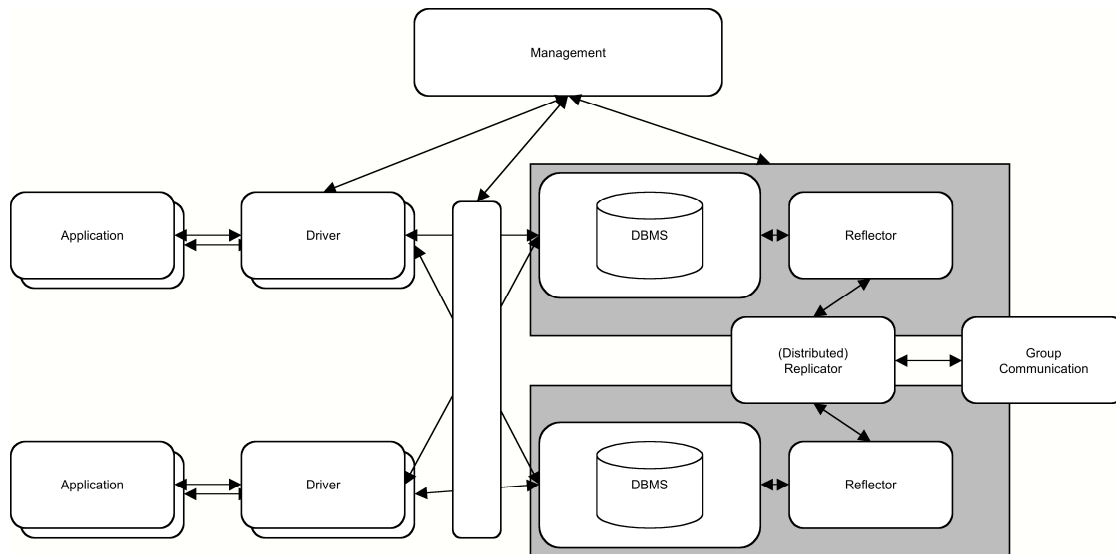 Management
Application
Driver
DBMS
Reflector
(Distributed)
Replicator
Group
Communication
Application
Driver
DBMS
Reflector